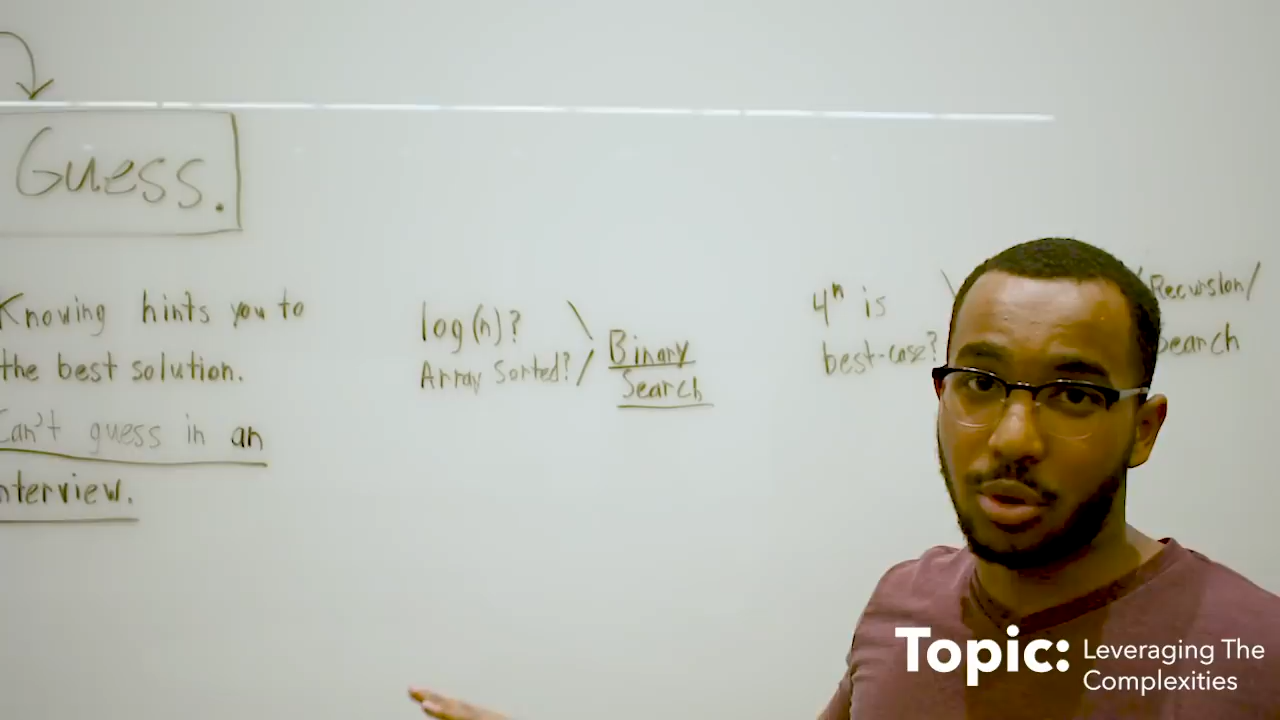 Guess.
Knowing hints you to
the best solution.
Can't guess in an
nterview.
log(n)?
Array Sorted?
Binary
Search
4ⁿ is
best-case?
Recursion/
Search
Topic: Leveraging The
Complexities